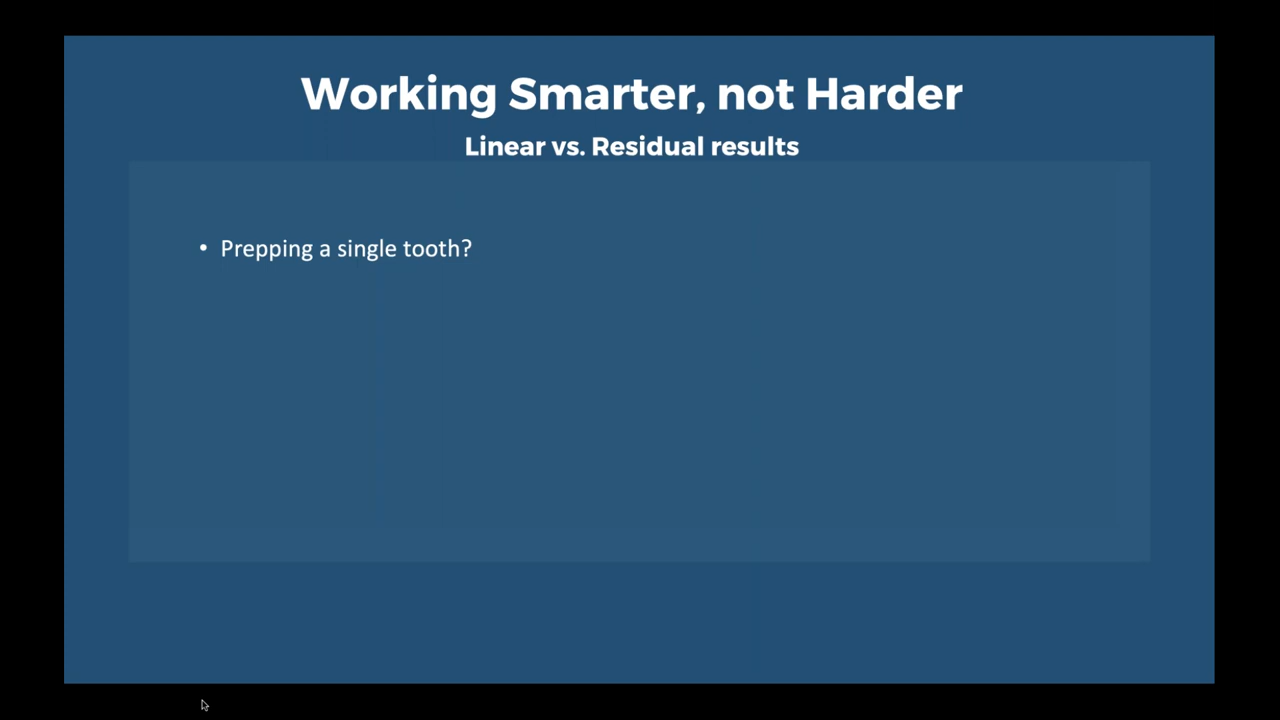 Working Smarter, not Harder
Linear vs. Residual results
• Prepping a single tooth?